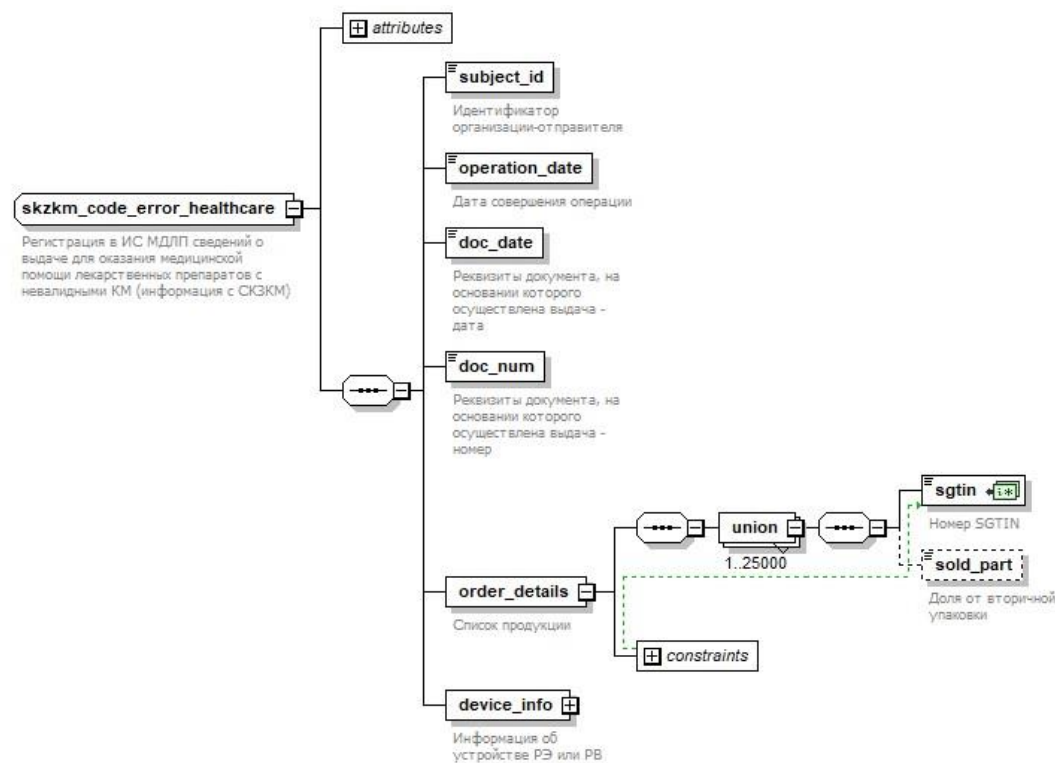 attributes
subject_id
Идентификатор
организации-отправителя
operation_date
Дата совершения операции
skzkm_code_error_healthcare
Регистрация в ИС МДЛП сведений о
выдаче для оказания медицинской
помощи лекарственных препаратов с
невалидными КМ (информация с СКЗКМ)
doc_date
Реквизиты документа, на
основании которого
осуществлена выдача -
дата
doc_num
Реквизиты документа, на
основании которого
осуществлена выдача -
номер
sgtin
Номер SGTIN
union
1..25000
sold_part
Доля от вторичной
упаковки
order_details
Список продукции
constraints
device_info
Информация об
устройстве РЭ или РВ